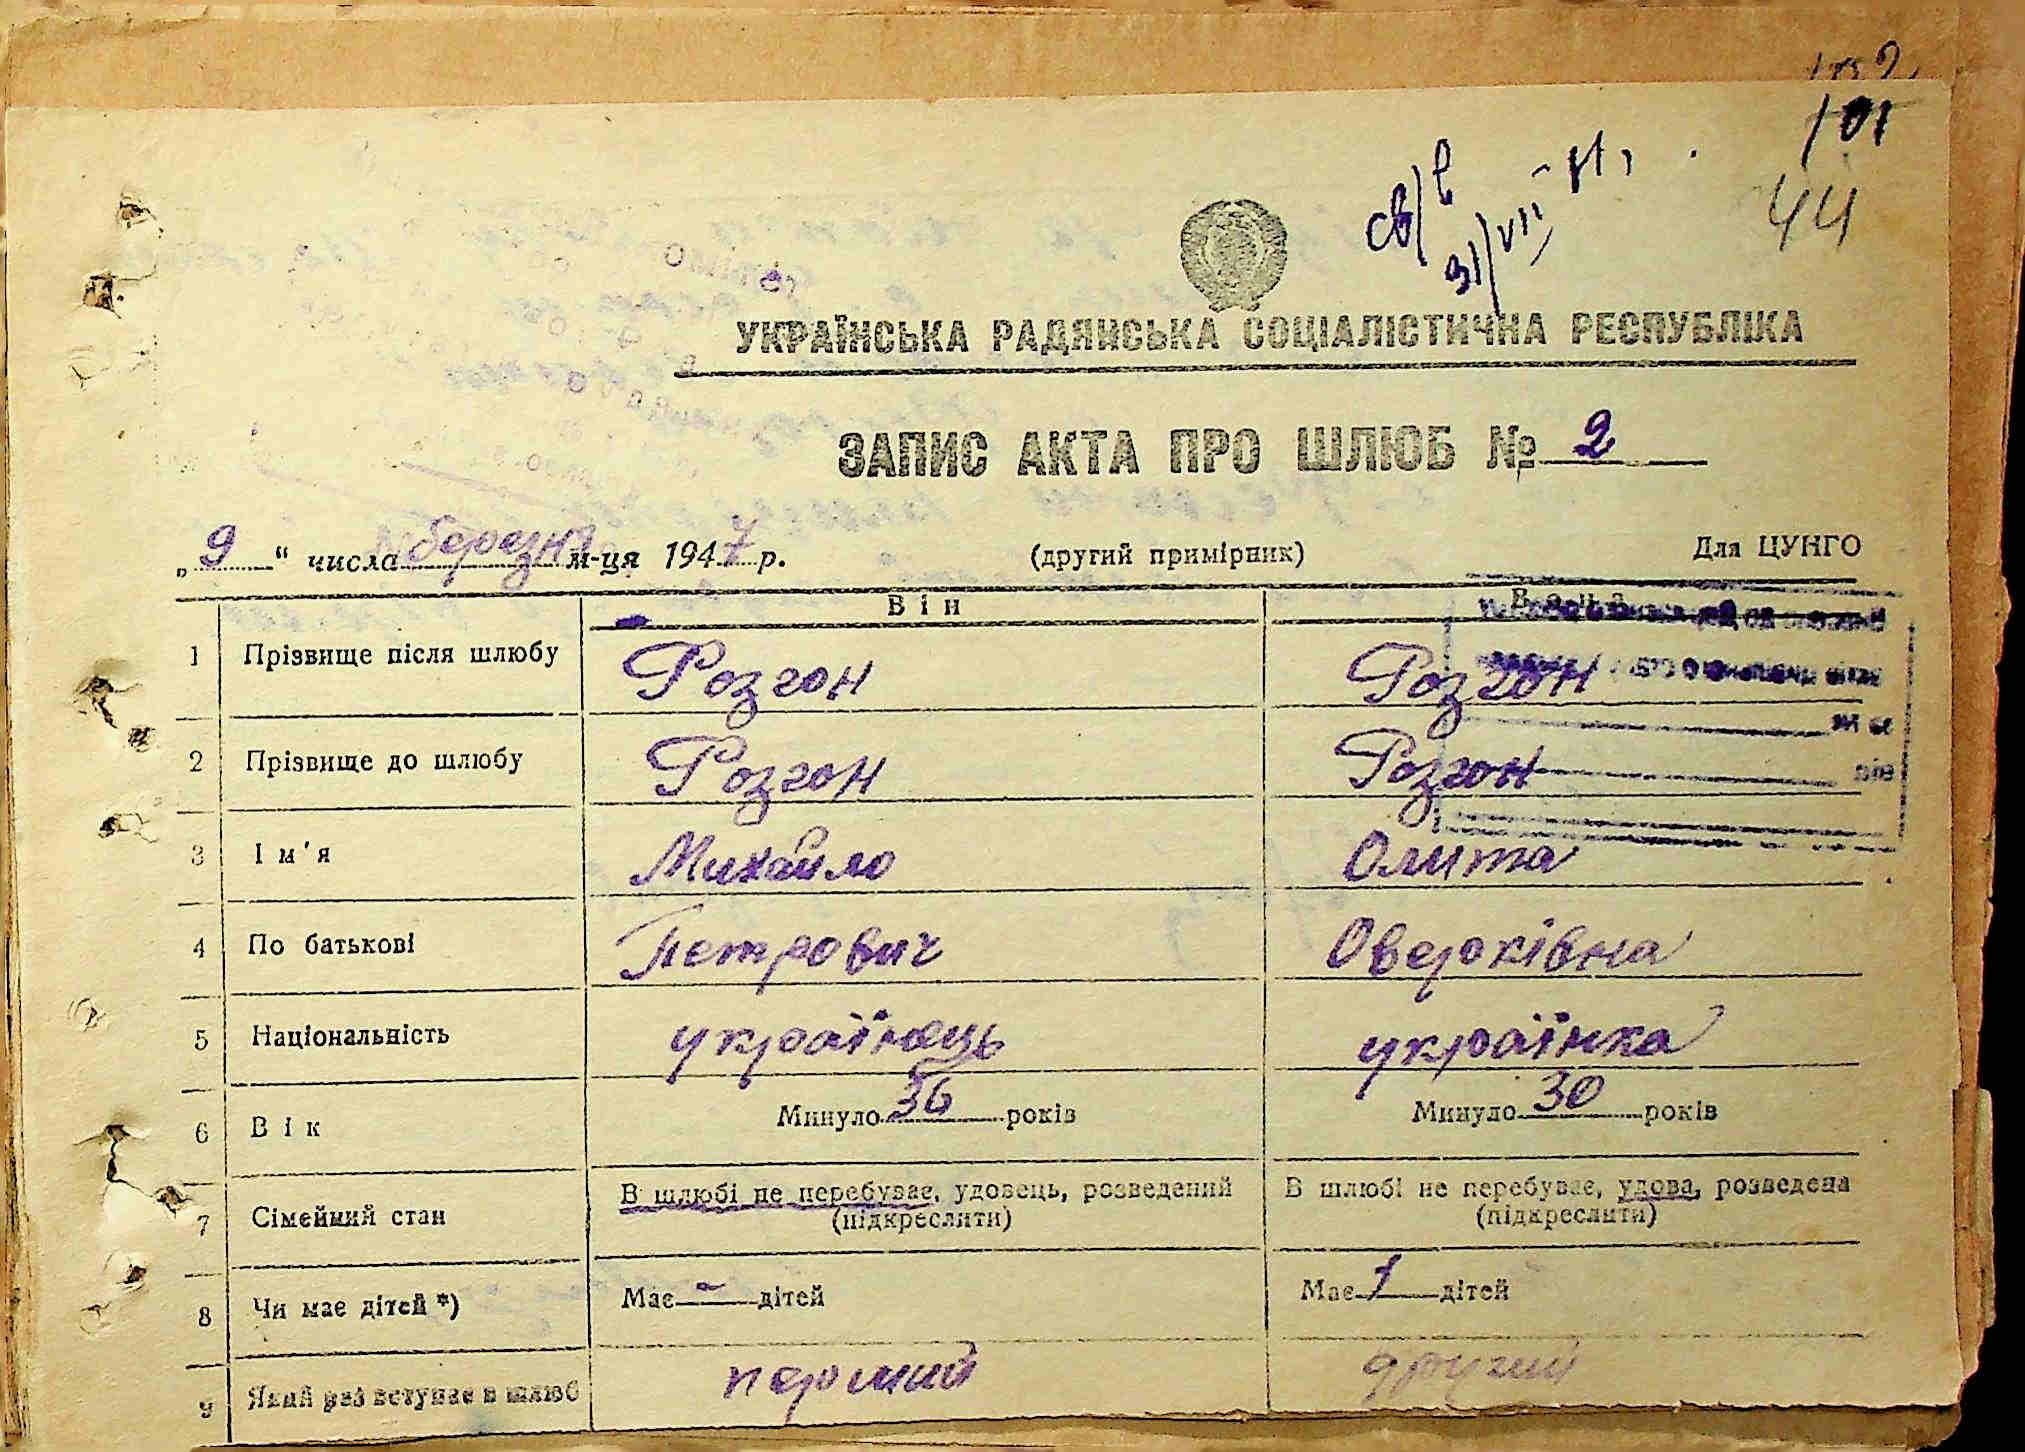 101
44
св/в
31/VII-81,
УКРАЇНСЬКА РАДЯНСЬКА СОЦІАЛІСТИЧНА РЕСПУБЛІКА
ЗАПИС АКТА ПРО ШЛЮБ № 2
„ 9 “ числа березня м-ця 1947 р. (другий примірник) Для ЦУНГО
Він Вона
1 Прізвище після шлюбу Розгон Розгон
2 Прізвище до шлюбу Розгон Розгон
3 Ім'я Михайло Олита
4 По батькові Петрович Оверківна
5 Національність українець українка
6 Вік Минуло 36 років Минуло 30 років
7 Сімейний стан В шлюбі не перебуває, удовець, розведений В шлюбі не перебуває, удова, розведена
(підкреслити) (підкреслити)
8 Чи має дітей *) Має - дітей Має 1 дітей
9 Який раз вступає в шлюб перший другий